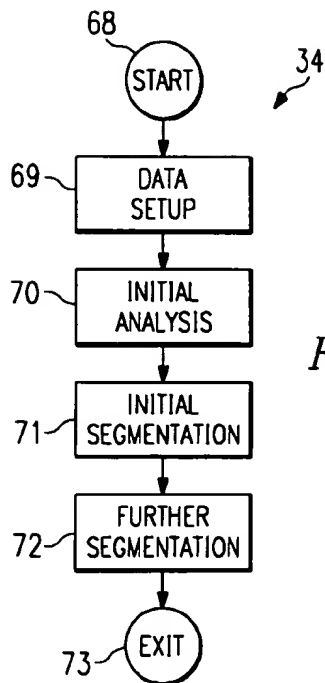 68
START
34
69
DATA
SETUP
70
INITIAL
ANALYSIS
71
INITIAL
SEGMENTATION
72
FURTHER
SEGMENTATION
73
EXIT